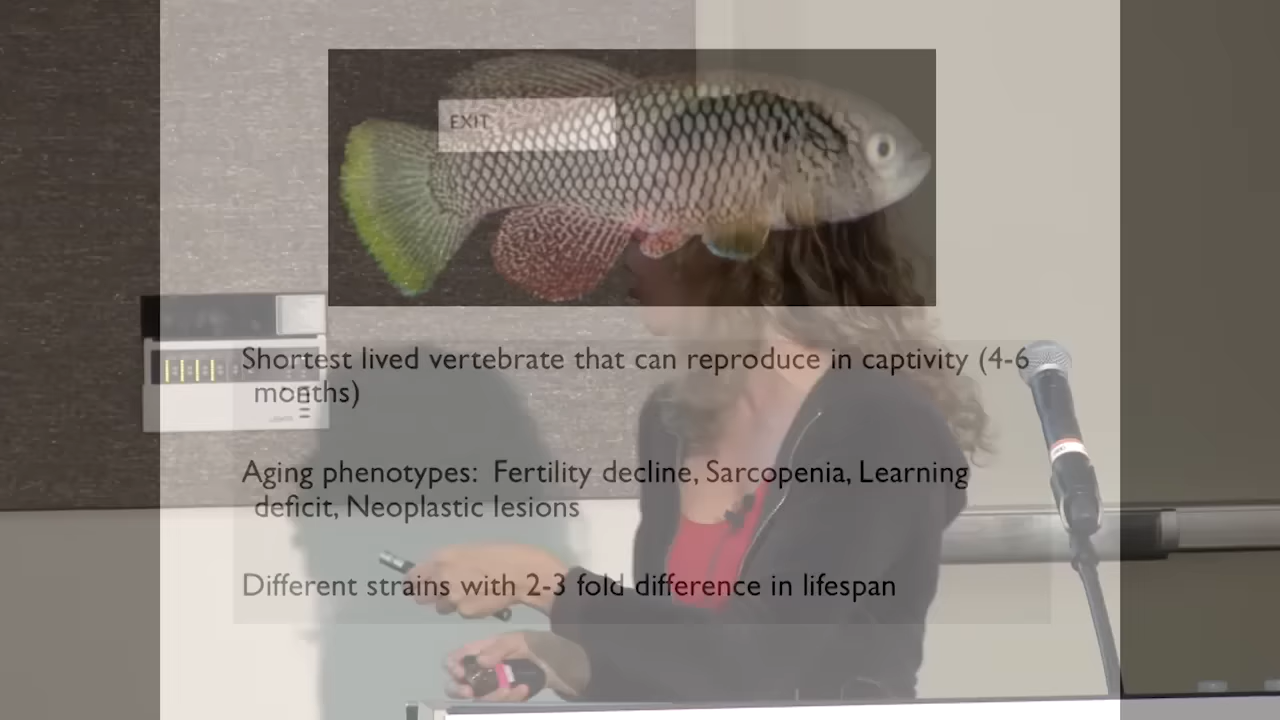 EXIT
Shortest lived vertebrate that can reproduce in captivity (4-6
months)
Aging phenotypes: Fertility decline, Sarcopenia, Learning
deficit, Neoplastic lesions
Different strains with 2-3 fold difference in lifespan